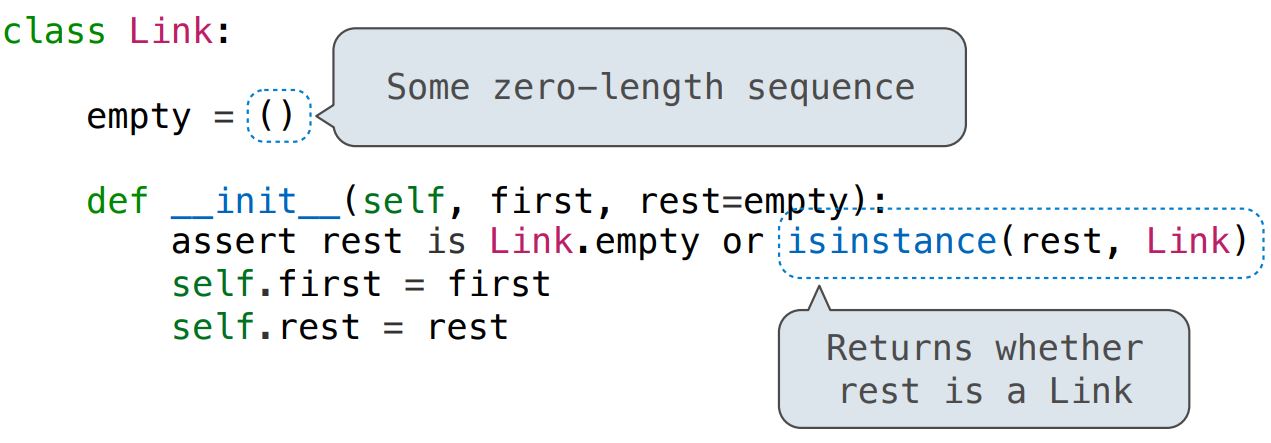 class Link:
empty = ()
Some zero-length sequence
def __init__(self, first, rest=empty):
assert rest is Link.empty or isinstance(rest, Link)
self.first = first
self.rest = rest
Returns whether
rest is a Link